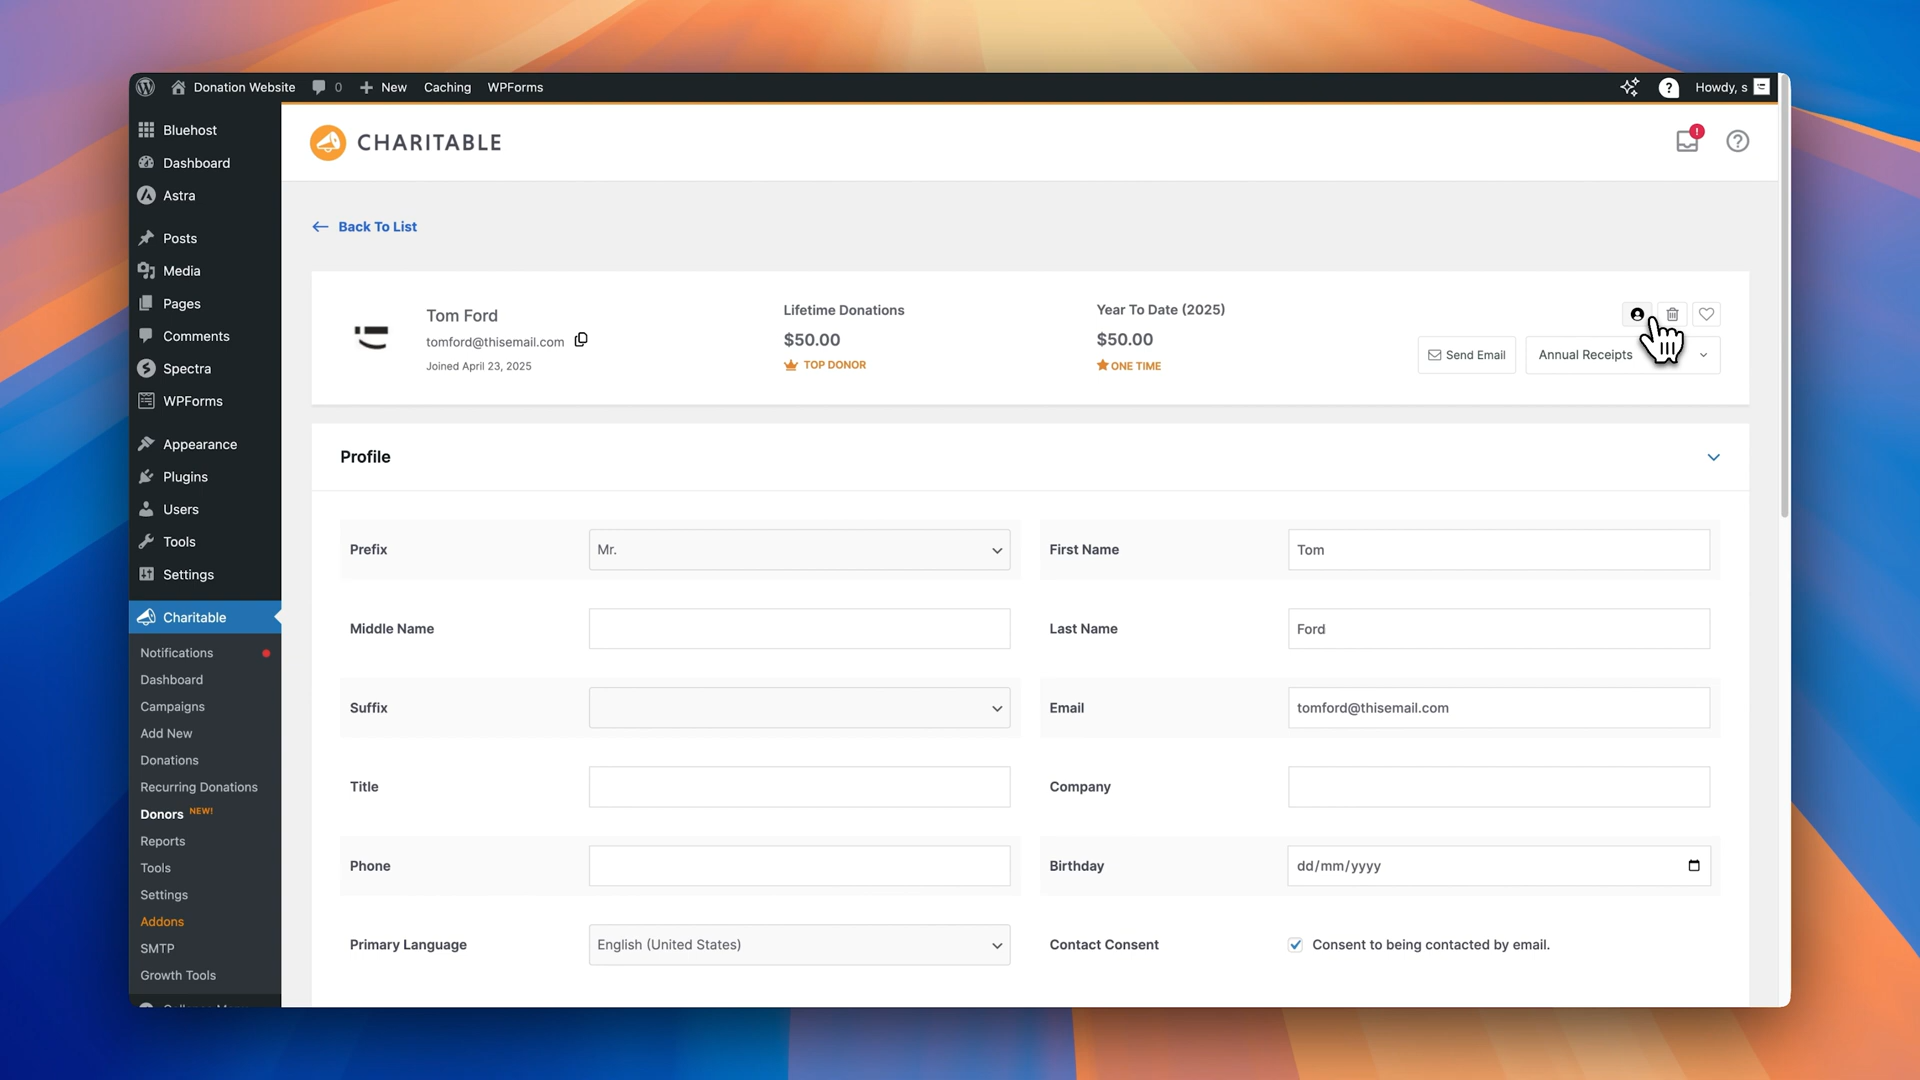 Donation Website 0 New Caching WPForms ? Howdy, s
Bluehost
Dashboard
Astra
Posts
Media
Pages
Comments
Spectra
WPForms
Appearance
Plugins
Users
Tools
Settings
Charitable
Notifications
Dashboard
Campaigns
Add New
Donations
Recurring Donations
Donors NEW!
Reports
Tools
Settings
Addons
SMTP
Growth Tools
CHARITABLE
Back To List
Tom Ford
tomford@thisemail.com
Joined April 23, 2025
Lifetime Donations
$50.00
TOP DONOR
Year To Date (2025)
$50.00
ONE TIME
Send Email
Annual Receipts
Profile
Prefix Mr.
First Name Tom
Middle Name
Last Name Ford
Suffix
Email tomford@thisemail.com
Title
Company
Phone
Birthday dd/mm/yyyy
Primary Language English (United States)
Contact Consent Consent to being contacted by email.